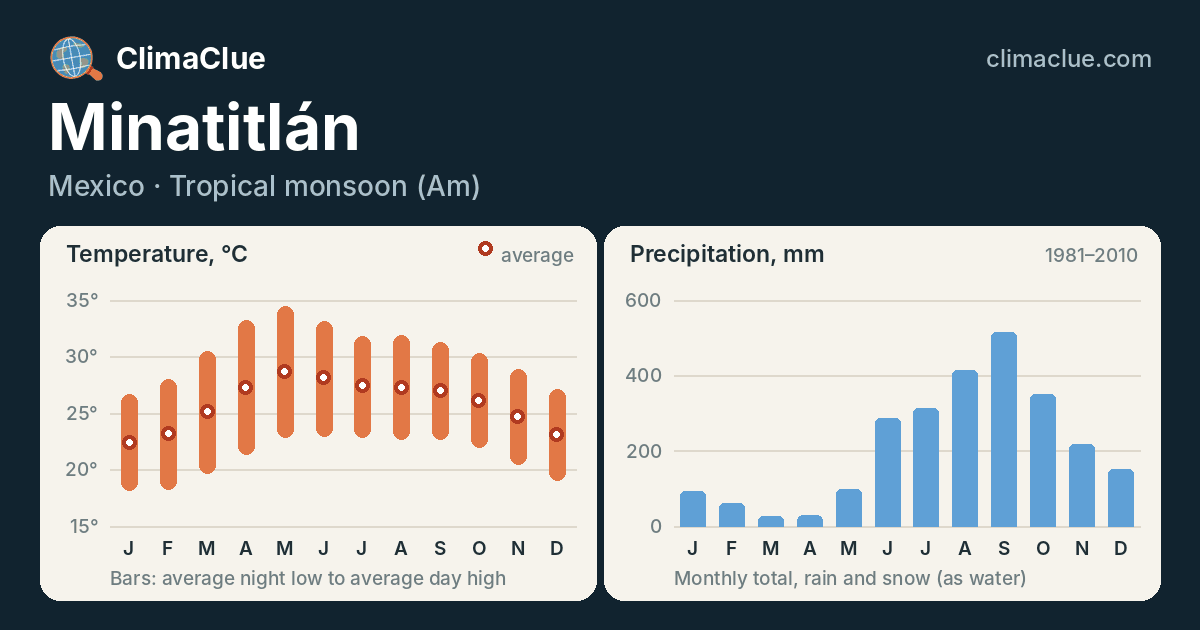 ClimaClue
climaclue.com
Minatitlán
Mexico · Tropical monsoon (Am)
Temperature, °C
average
35°
30°
25°
20°
15°
J F M A M J J A S O N D
Bars: average night low to average day high
Precipitation, mm
1981–2010
600
400
200
0
J F M A M J J A S O N D
Monthly total, rain and snow (as water)